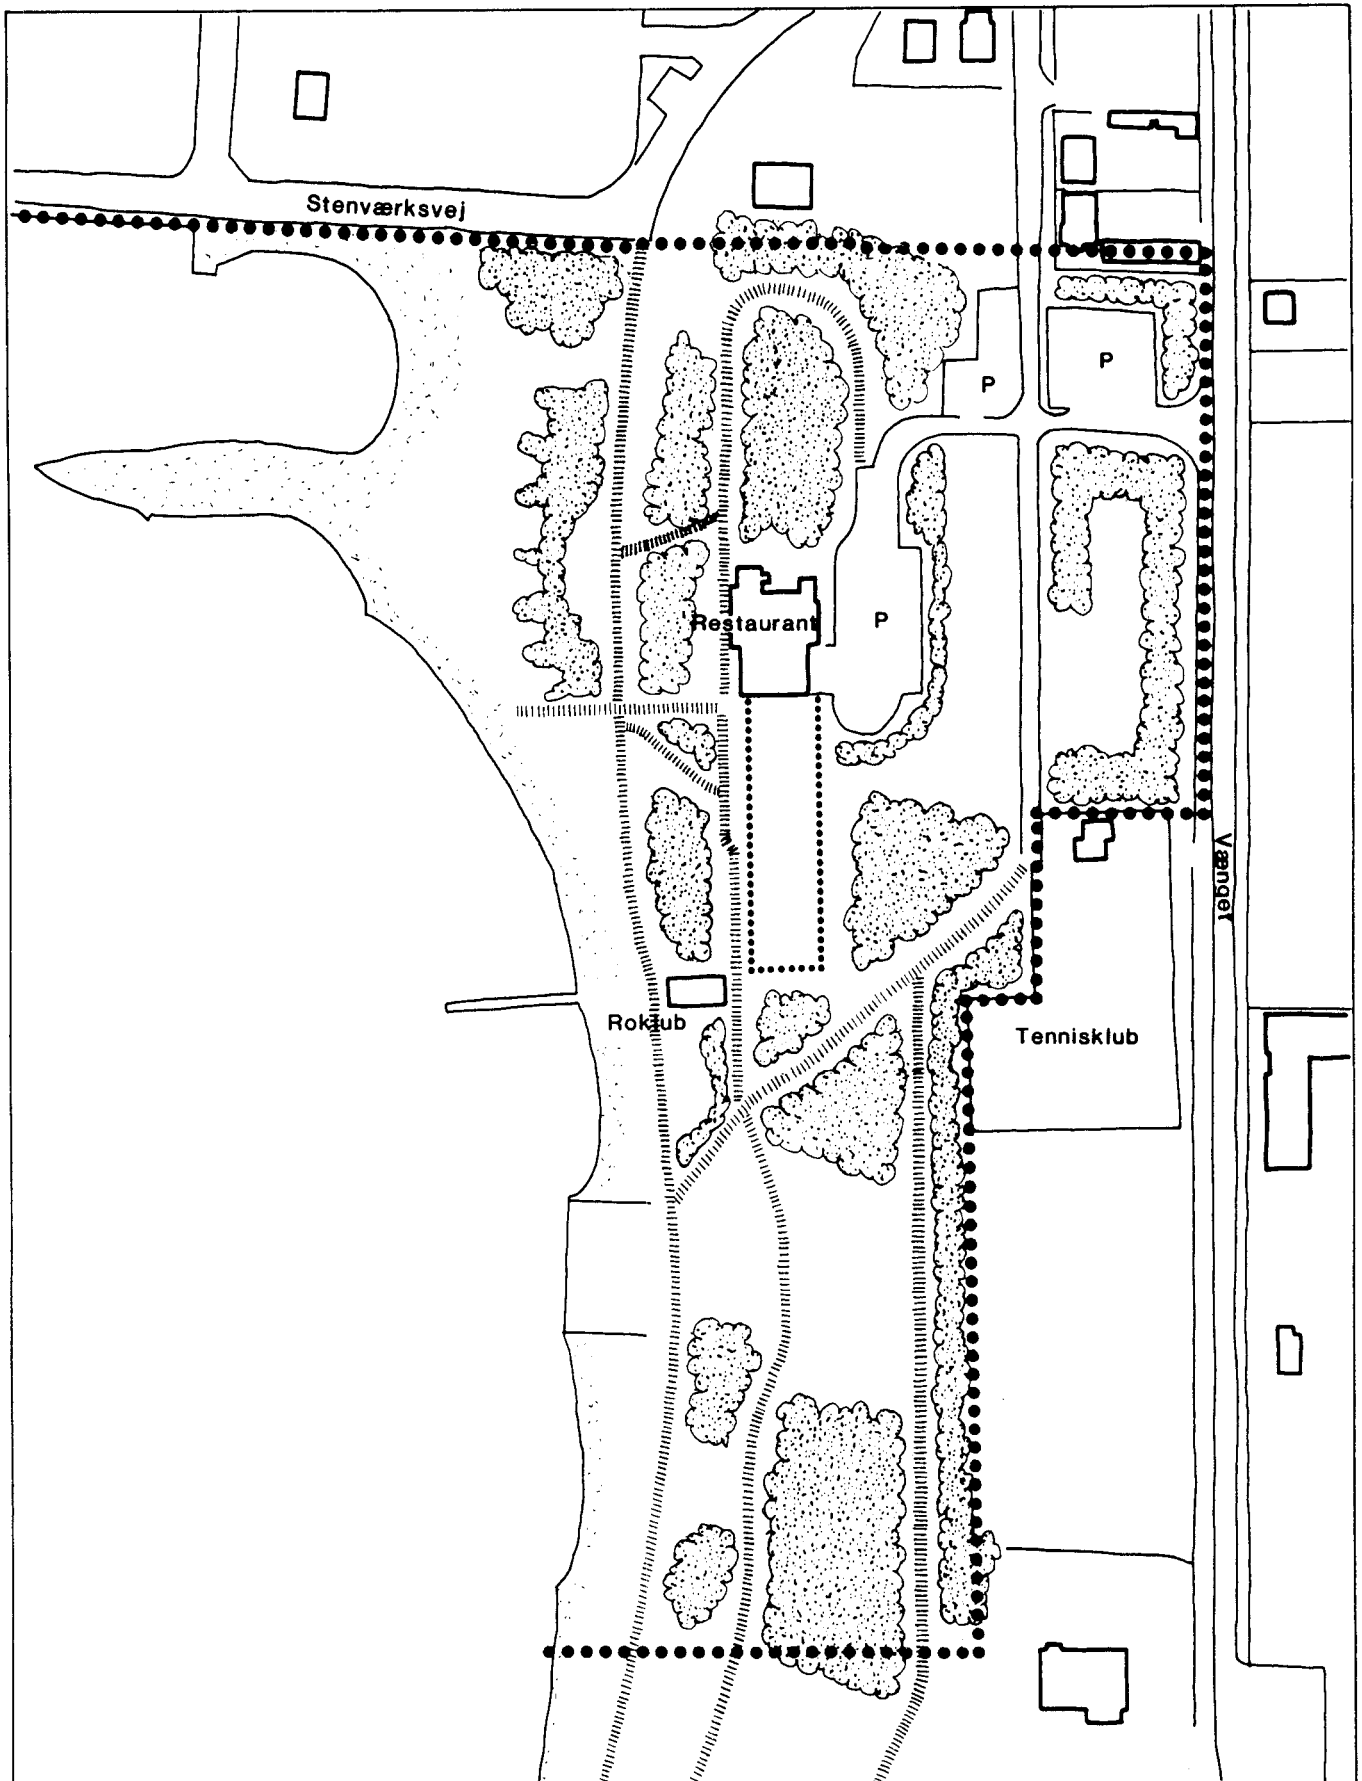 Stenværksvej
P
P
Restaurant
P
Vænget
Roklub
Tennisklub